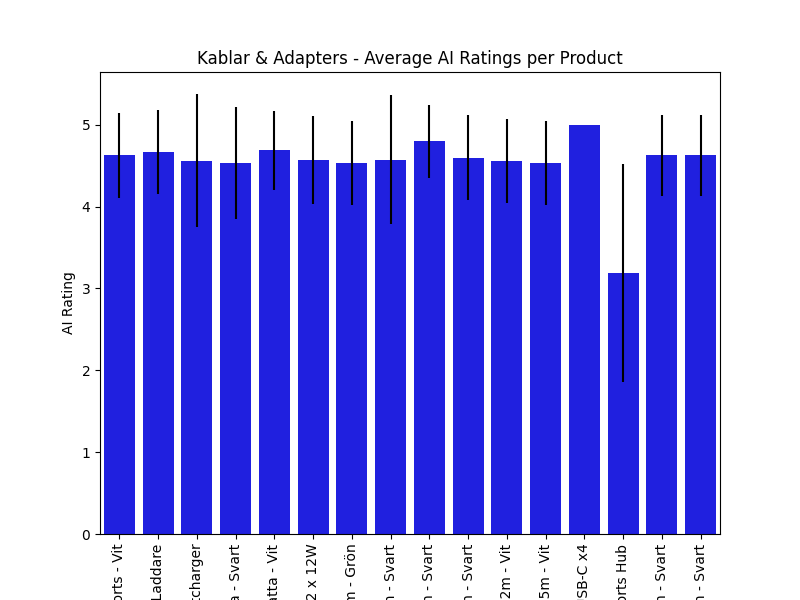 Kablar & Adapters - Average AI Ratings per Product
AI Rating
5
4
3
2
1
0
orts - Vit
Laddare
charger
a - Svart
atta - Vit
2 x 12W
m - Grön
n - Svart
n - Svart
n - Svart
2m - Vit
5m - Vit
SB-C x4
orts Hub
n - Svart
n - Svart